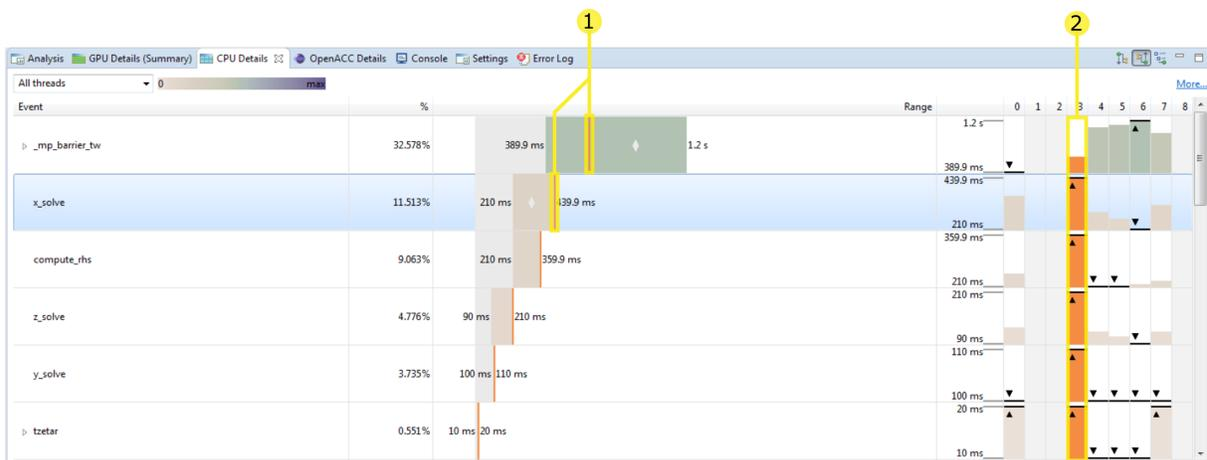 1 2
Analysis GPU Details (Summary) CPU Details OpenACC Details Console Settings Error Log
All threads 0 max More...
Event % Range 0 1 2 3 4 5 6 7 8
_mp_barrier_tw 32.578% 389.9 ms 1.2 s 1.2 s 389.9 ms
x_solve 11.513% 210 ms 439.9 ms 439.9 ms 210 ms
compute_rhs 9.063% 210 ms 359.9 ms 359.9 ms 210 ms
z_solve 4.776% 90 ms 210 ms 210 ms 90 ms
y_solve 3.735% 100 ms 110 ms 110 ms 100 ms
tzetar 0.551% 10 ms 20 ms 20 ms 10 ms